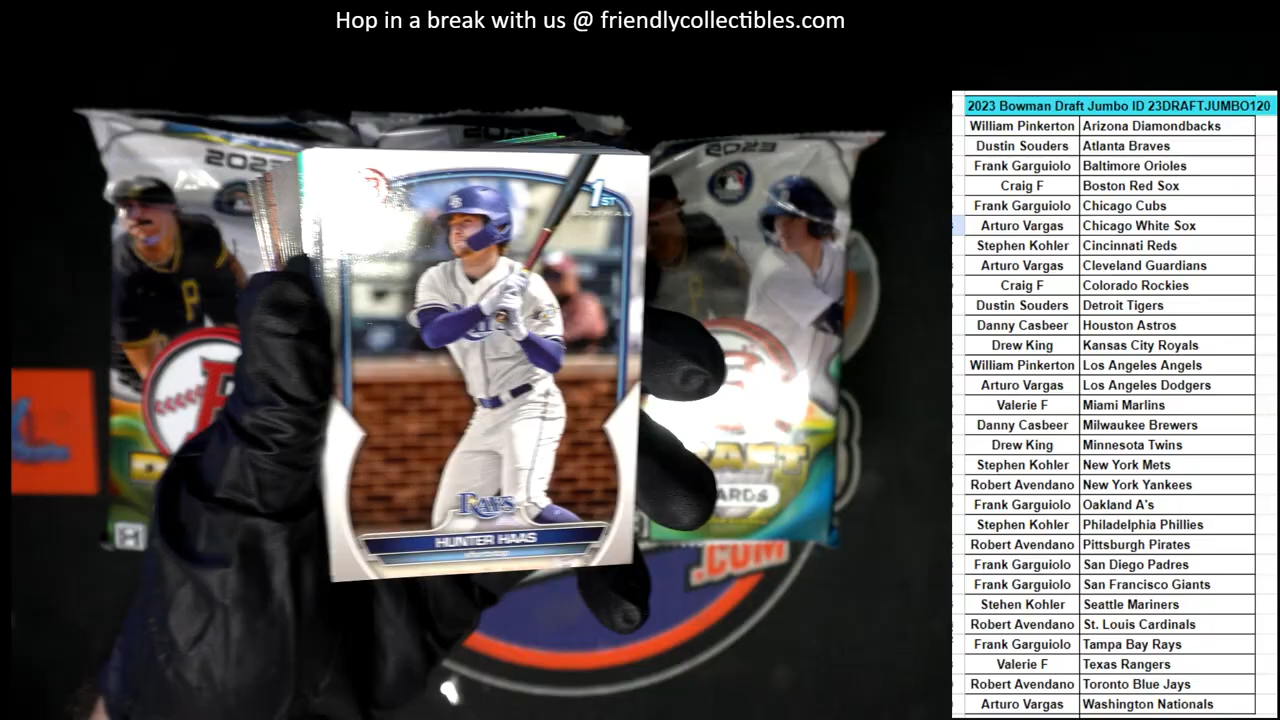 Hop in a break with us @ friendlycollectibles.com
2023 Bowman Draft Jumbo ID 23DRAFTJUMBO120
William Pinkerton Arizona Diamondbacks
Dustin Souders Atlanta Braves
Frank Garguiolo Baltimore Orioles
Craig F Boston Red Sox
Frank Garguiolo Chicago Cubs
Arturo Vargas Chicago White Sox
Stephen Kohler Cincinnati Reds
Arturo Vargas Cleveland Guardians
Craig F Colorado Rockies
Dustin Souders Detroit Tigers
Danny Casbeer Houston Astros
Drew King Kansas City Royals
William Pinkerton Los Angeles Angels
Arturo Vargas Los Angeles Dodgers
Valerie F Miami Marlins
Danny Casbeer Milwaukee Brewers
Drew King Minnesota Twins
Stephen Kohler New York Mets
Robert Avendano New York Yankees
Frank Garguiolo Oakland A's
Stephen Kohler Philadelphia Phillies
Robert Avendano Pittsburgh Pirates
Frank Garguiolo San Diego Padres
Frank Garguiolo San Francisco Giants
Stehen Kohler Seattle Mariners
Robert Avendano St. Louis Cardinals
Frank Garguiolo Tampa Bay Rays
Valerie F Texas Rangers
Robert Avendano Toronto Blue Jays
Arturo Vargas Washington Nationals
1ST
BOWMAN
RAYS
HUNTER HAAS
.COM